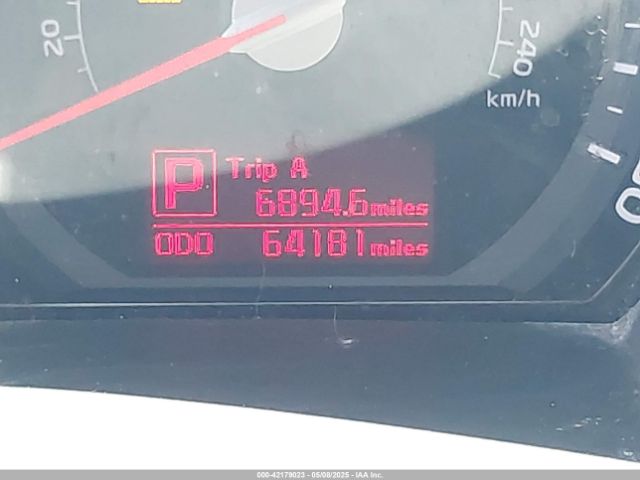 20
240
km/h
P
Trip A
6894.6 miles
ODO 64181 miles
000-42179023 - 05/08/2025 - IAA Inc.